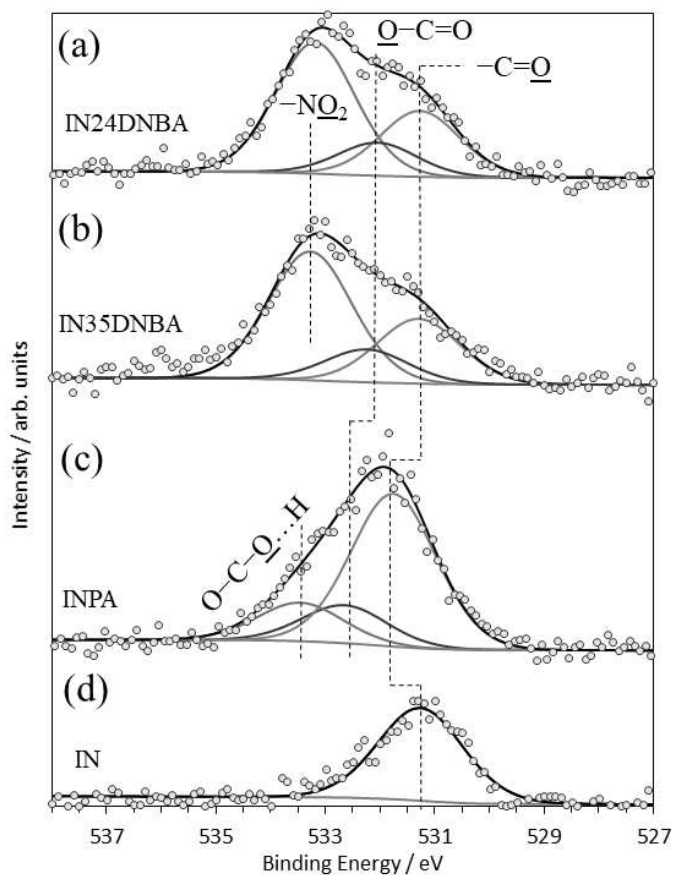 (a)
O−C=O
−C=O
IN24DNBA
−NO₂
(b)
IN35DNBA
Intensity / arb. units
(c)
O−C−O···H
INPA
(d)
IN
537 535 533 531 529 527
Binding Energy / eV